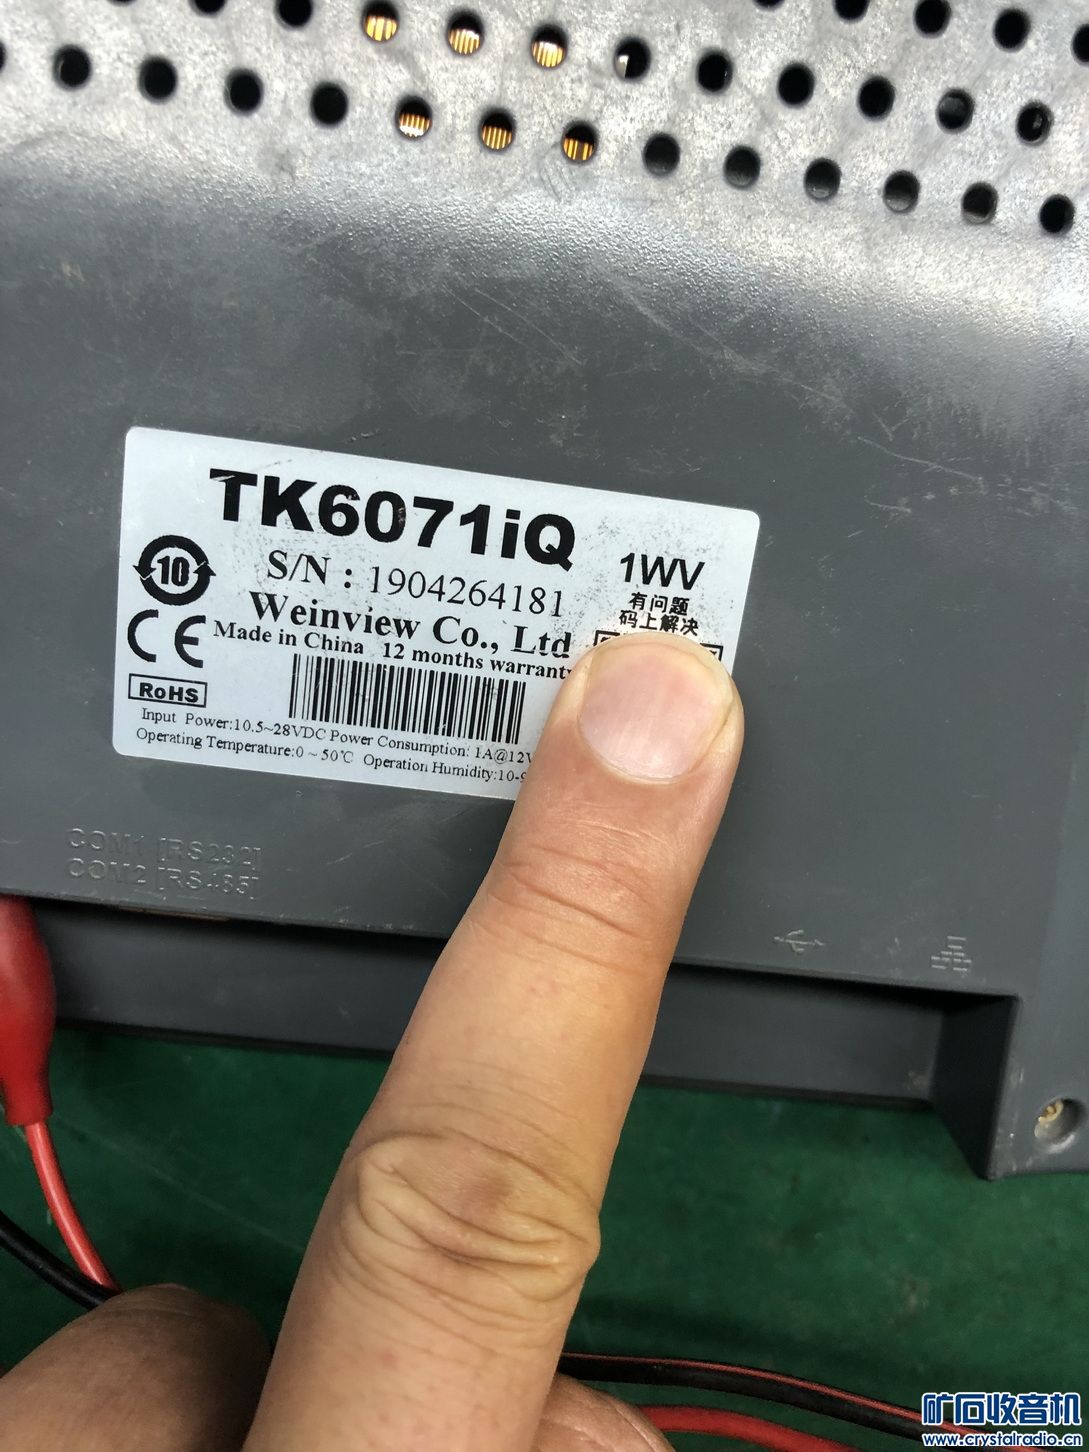 TK6071iQ
10
S/N : 1904264181
1WV
有问题
码上解决
Weinview Co., Ltd
CE
Made in China 12 months warranty
RoHS
Input Power:10.5~28VDC Power Consumption: 1A@12V
Operating Temperature:0~50℃ Operation Humidity:10-9
COM1 [RS232]
COM2 [RS485]
矿石收音机
www.crystalradio.cn